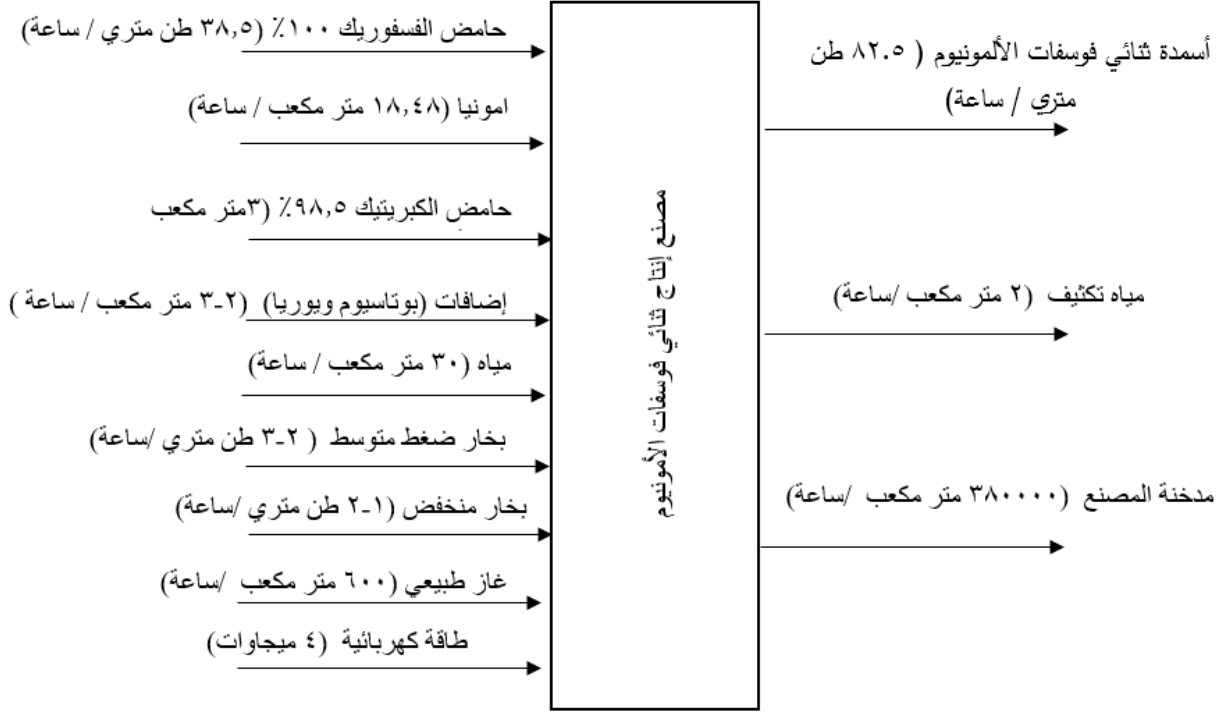 حامض الفسفوريك ١٠٠٪ (٣٨,٥ طن متري / ساعة)
امونيا (١٨,٤٨ متر مكعب / ساعة)
حامض الكبريتيك ٩٨,٥٪ (٣متر مكعب
إضافات (بوتاسيوم ويوريا) (٢-٣ متر مكعب / ساعة )
مياه (٣٠ متر مكعب / ساعة)
بخار ضغط متوسط ( ٢-٣ طن متري /ساعة)
بخار منخفض (١-٢ طن متري /ساعة)
غاز طبيعي (٦٠٠ متر مكعب /ساعة)
طاقة كهربائية (٤ ميجاوات)
مصنع إنتاج ثنائي فوسفات الأمونيوم
أسمدة ثنائي فوسفات الألمونيوم ( ٨٢.٥ طن
متري / ساعة)
مياه تكثيف (٢ متر مكعب /ساعة)
مدخنة المصنع (٣٨٠٠٠٠ متر مكعب /ساعة)